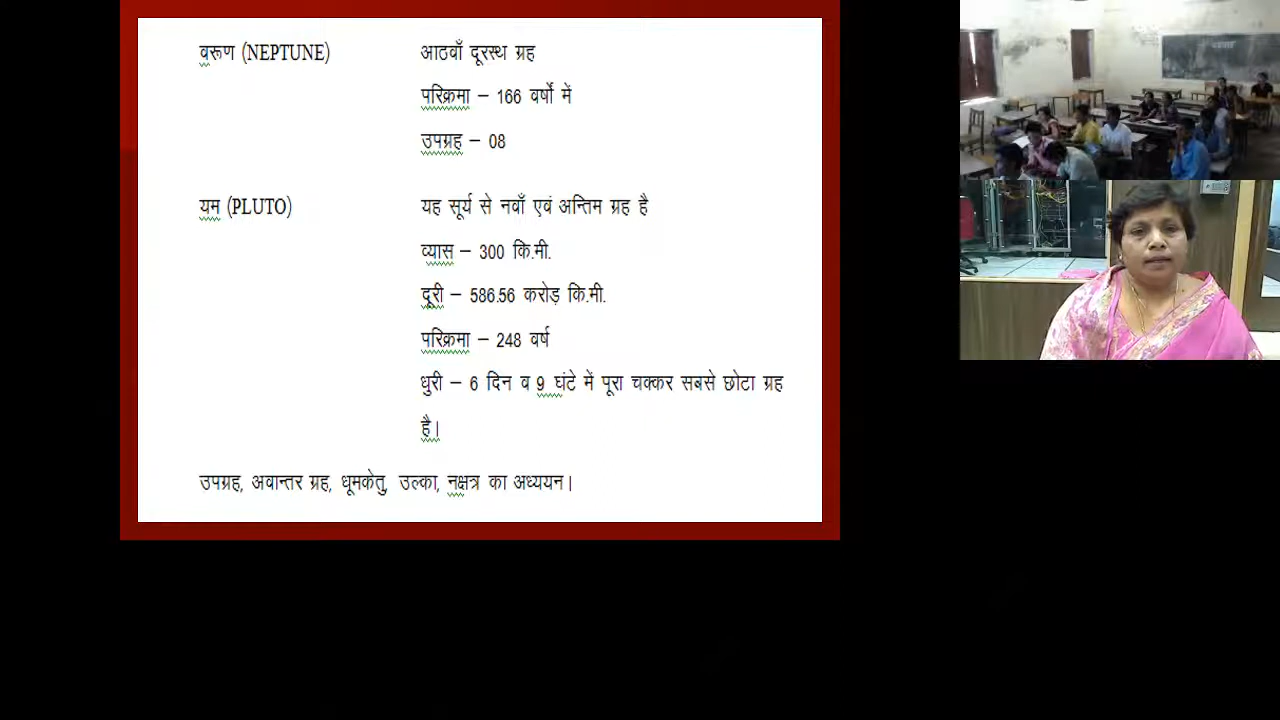 वरूण (NEPTUNE) आठवाँ दूरस्थ ग्रह
परिक्रमा – 166 वर्षो में
उपग्रह – 08
यम (PLUTO) यह सूर्य से नवाँ एवं अन्तिम ग्रह है
व्यास – 300 कि.मी.
दूरी – 586.56 करोड़ कि.मी.
परिक्रमा – 248 वर्ष
धुरी – 6 दिन व 9 घंटे में पूरा चक्कर सबसे छोटा ग्रह
है।
उपग्रह, अवान्तर ग्रह, धूमकेतु, उल्का, नक्षत्र का अध्ययन।